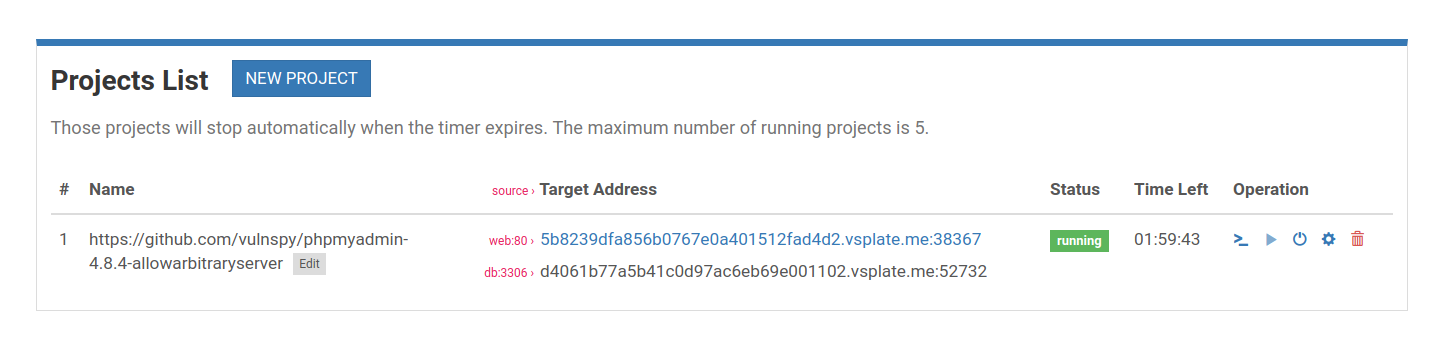 Projects List NEW PROJECT
Those projects will stop automatically when the timer expires. The maximum number of running projects is 5.
# Name source › Target Address Status Time Left Operation
1 https://github.com/vulnspy/phpmyadmin- web:80 › 5b8239dfa856b0767e0a401512fad4d2.vsplate.me:38367 running 01:59:43
4.8.4-allowarbitraryserver Edit
db:3306 › d4061b77a5b41c0d97ac6eb69e001102.vsplate.me:52732